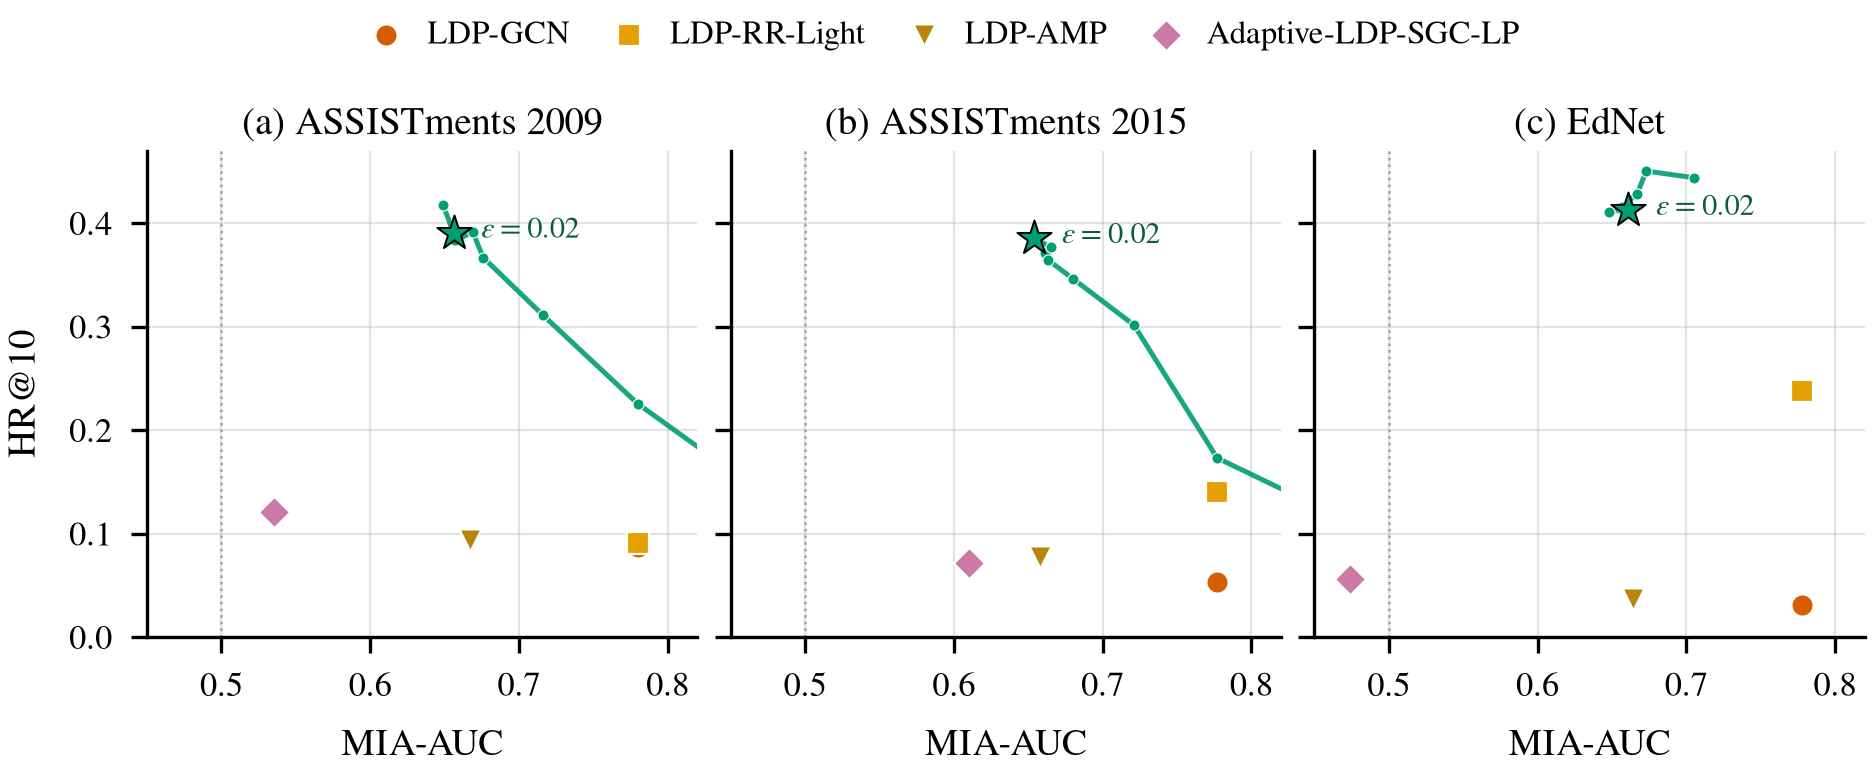 LDP-GCN LDP-RR-Light LDP-AMP Adaptive-LDP-SGC-LP
(a) ASSISTments 2009 (b) ASSISTments 2015 (c) EdNet
HR@10
0.4
0.3
0.2
0.1
0.0
ε = 0.02
ε = 0.02
ε = 0.02
0.5 0.6 0.7 0.8 0.5 0.6 0.7 0.8 0.5 0.6 0.7 0.8
MIA-AUC MIA-AUC MIA-AUC